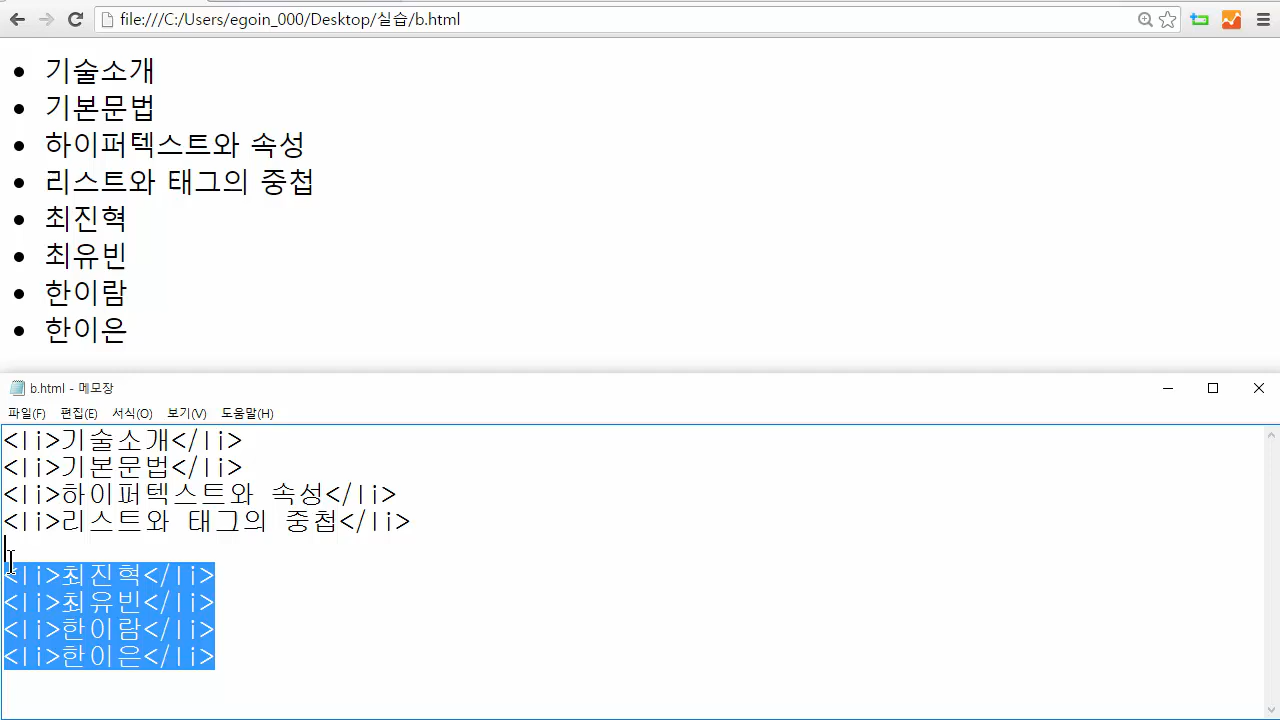 file:///C:/Users/egoin_000/Desktop/실습/b.html
기술소개
기본문법
하이퍼텍스트와 속성
리스트와 태그의 중첩
최진혁
최유빈
한이람
한이은
b.html - 메모장
파일(F) 편집(E) 서식(O) 보기(V) 도움말(H)
<li>기술소개</li>
<li>기본문법</li>
<li>하이퍼텍스트와 속성</li>
<li>리스트와 태그의 중첩</li>
<li>최진혁</li>
<li>최유빈</li>
<li>한이람</li>
<li>한이은</li>